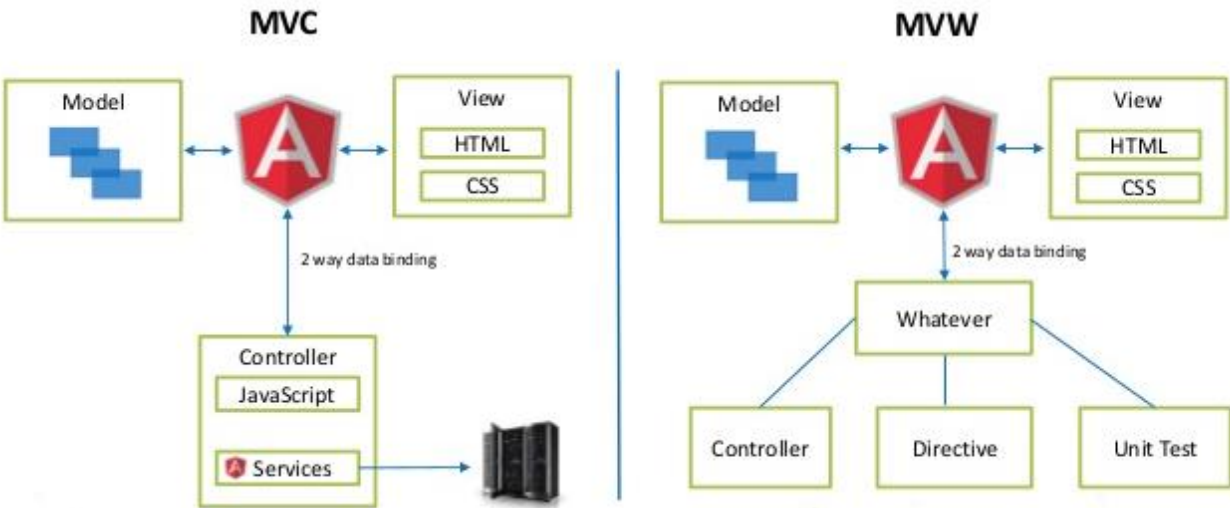 MVC
Model
View
HTML
CSS
2 way data binding
Controller
JavaScript
Services
MVW
Model
View
HTML
CSS
2 way data binding
Whatever
Controller
Directive
Unit Test